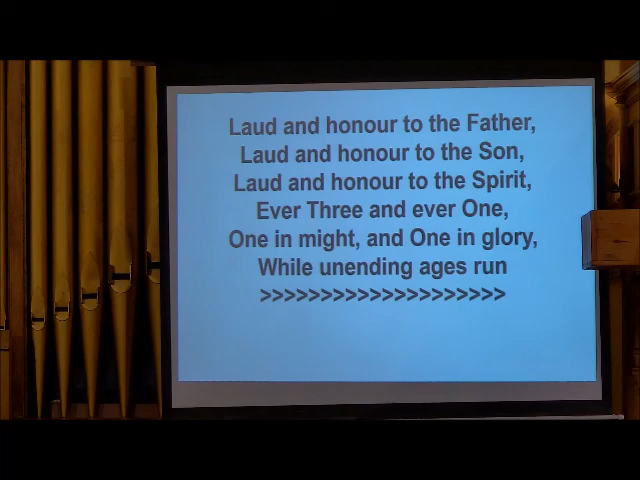 Laud and honour to the Father,
Laud and honour to the Son,
Laud and honour to the Spirit,
Ever Three and ever One,
One in might, and One in glory,
While unending ages run
>>>>>>>>>>>>>>>>>>>>